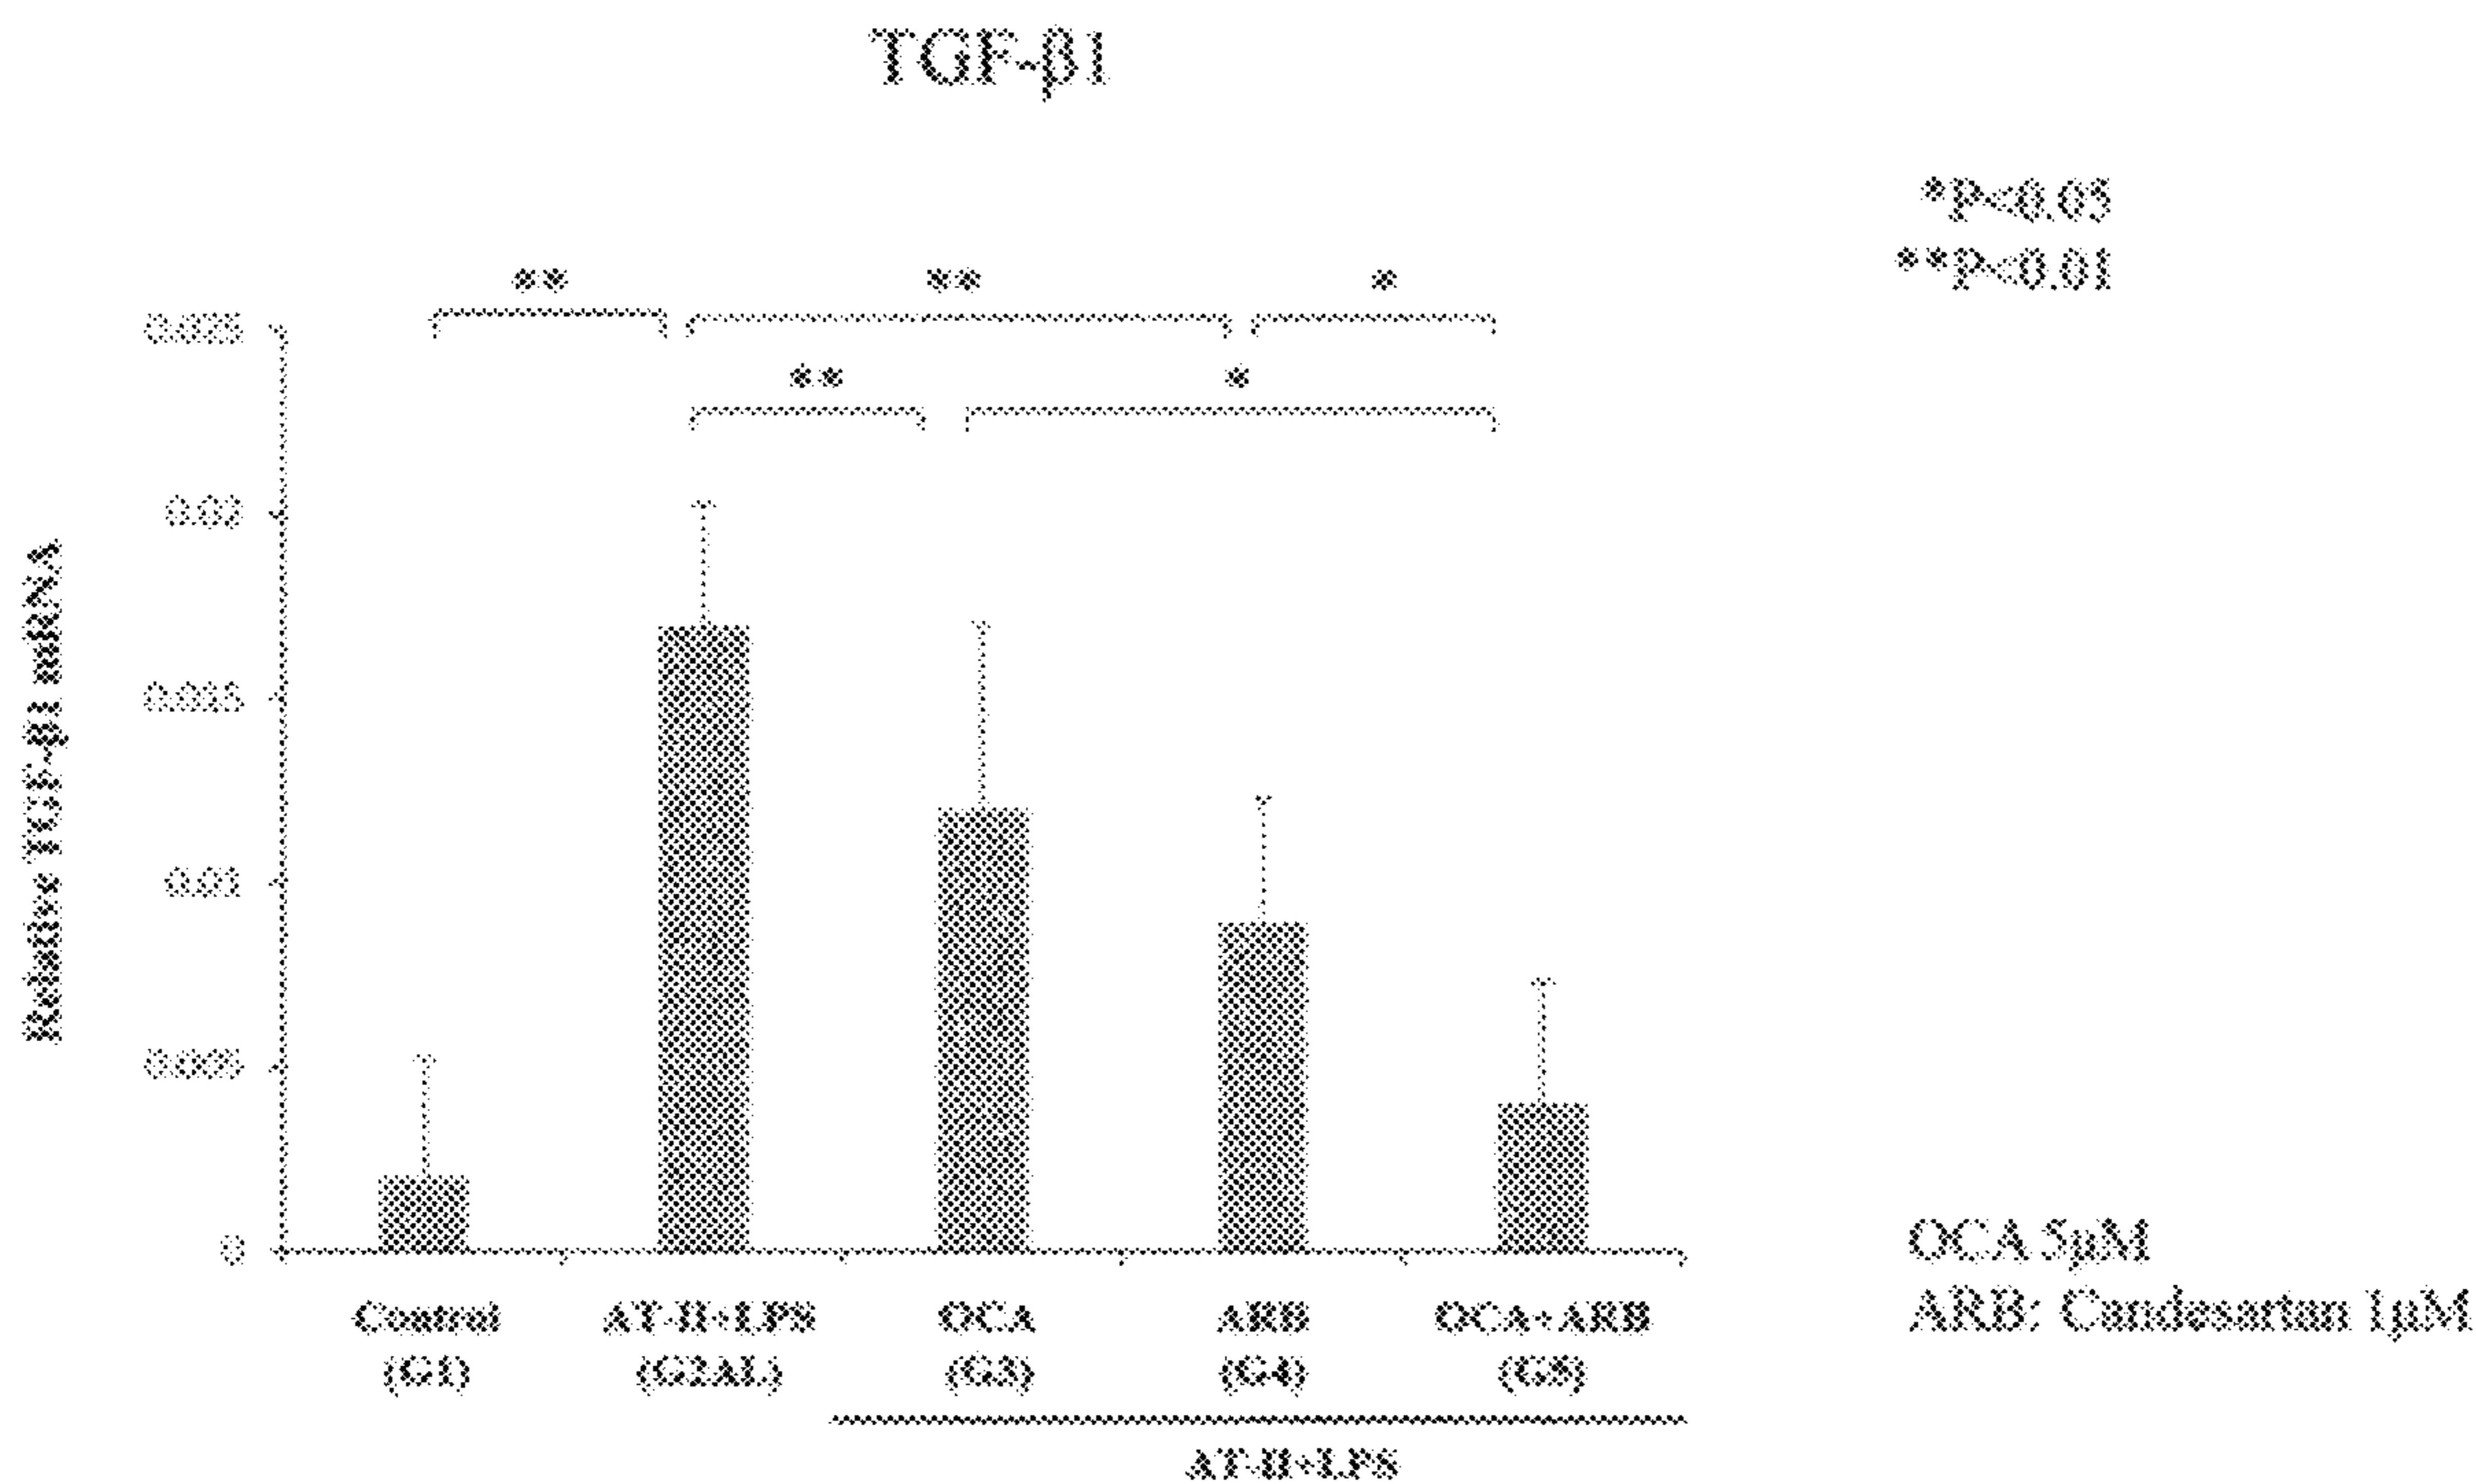 TGF-β1
*P<0.05
**P<0.01
** ** *
** *
0.025
0.02
0.015
0.01
0.005
0
Relative TGF-β1 mRNA
Control AT-II+LPS OCA ARB OCA+ARB
(G1) (G2AL) (G3) (G4) (G5)
AT-II+LPS
OCA 5μM
ARB: Candesartan 1μM